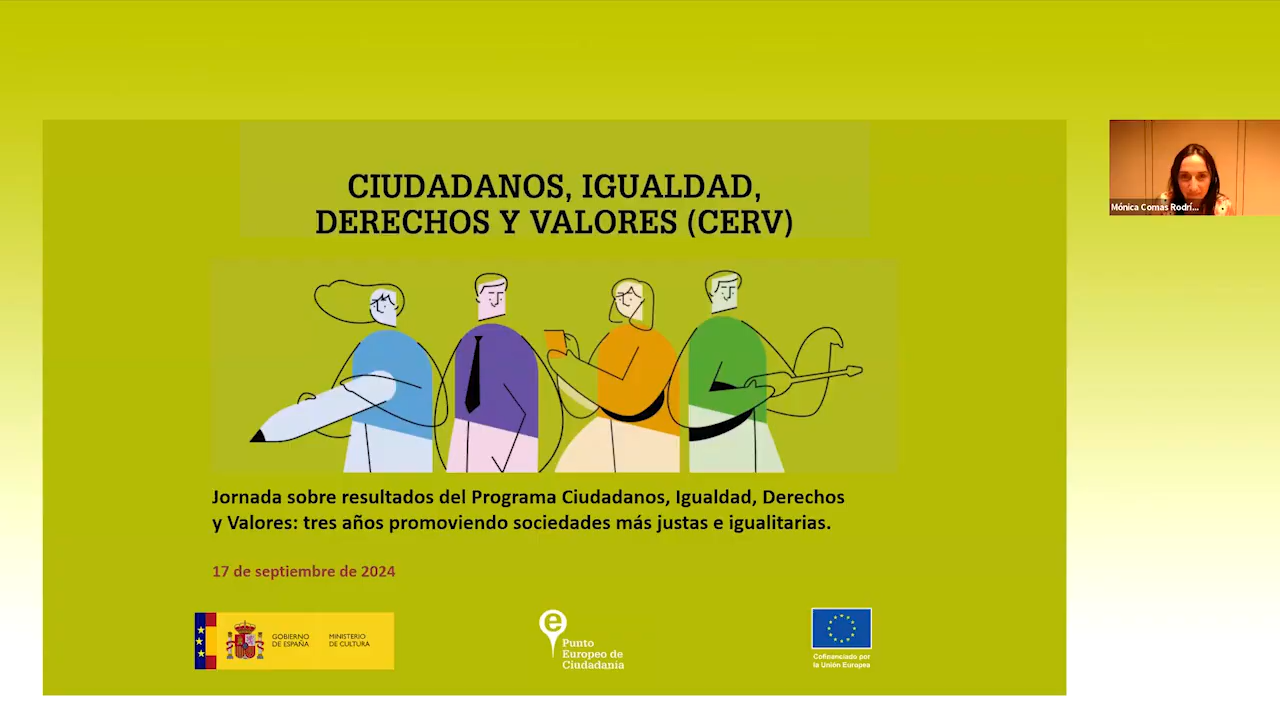 CIUDADANOS, IGUALDAD,
DERECHOS Y VALORES (CERV)
Mónica Comas Rodrí...
Jornada sobre resultados del Programa Ciudadanos, Igualdad, Derechos
y Valores: tres años promoviendo sociedades más justas e igualitarias.
17 de septiembre de 2024
GOBIERNO
DE ESPAÑA
MINISTERIO
DE CULTURA
e
Punto
Europeo de
Ciudadanía
Cofinanciado por
la Unión Europea